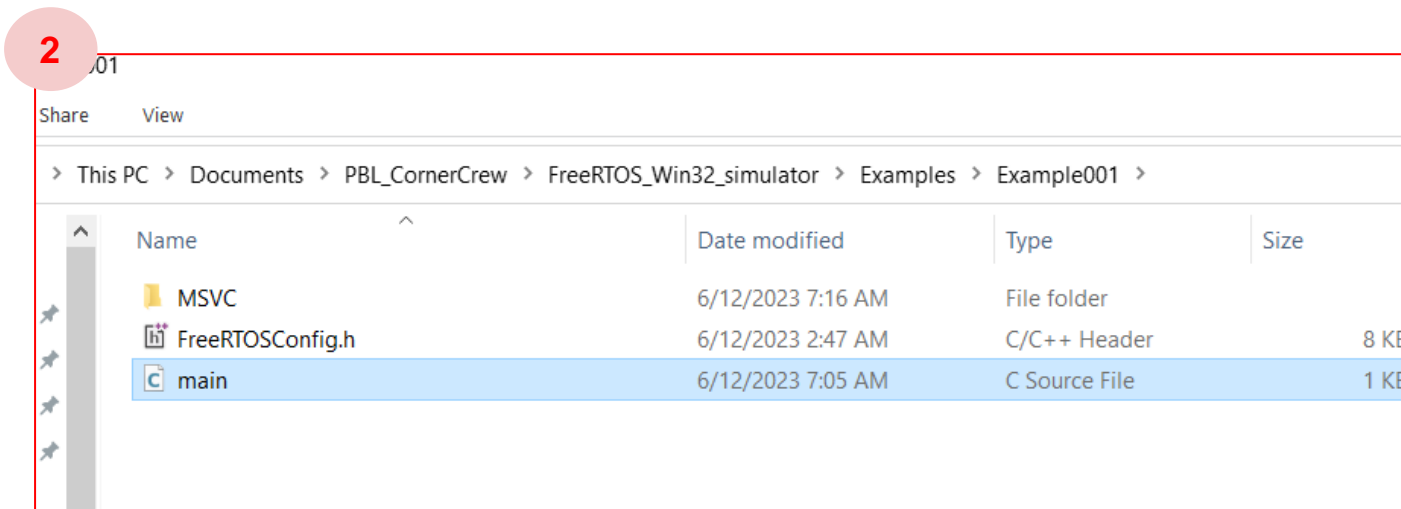 2
001
Share View
> This PC > Documents > PBL_CornerCrew > FreeRTOS_Win32_simulator > Examples > Example001 >
Name Date modified Type Size
MSVC 6/12/2023 7:16 AM File folder
FreeRTOSConfig.h 6/12/2023 2:47 AM C/C++ Header 8 KB
main 6/12/2023 7:05 AM C Source File 1 KB